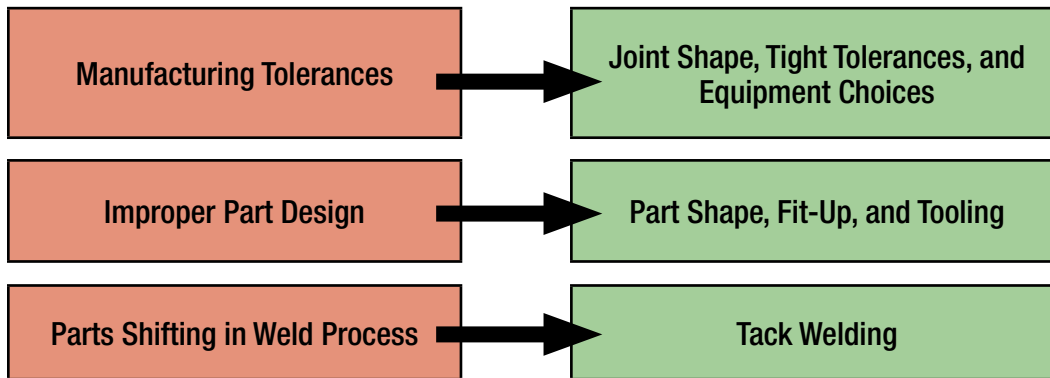 Manufacturing Tolerances
Joint Shape, Tight Tolerances, and
Equipment Choices
Improper Part Design
Part Shape, Fit-Up, and Tooling
Parts Shifting in Weld Process
Tack Welding